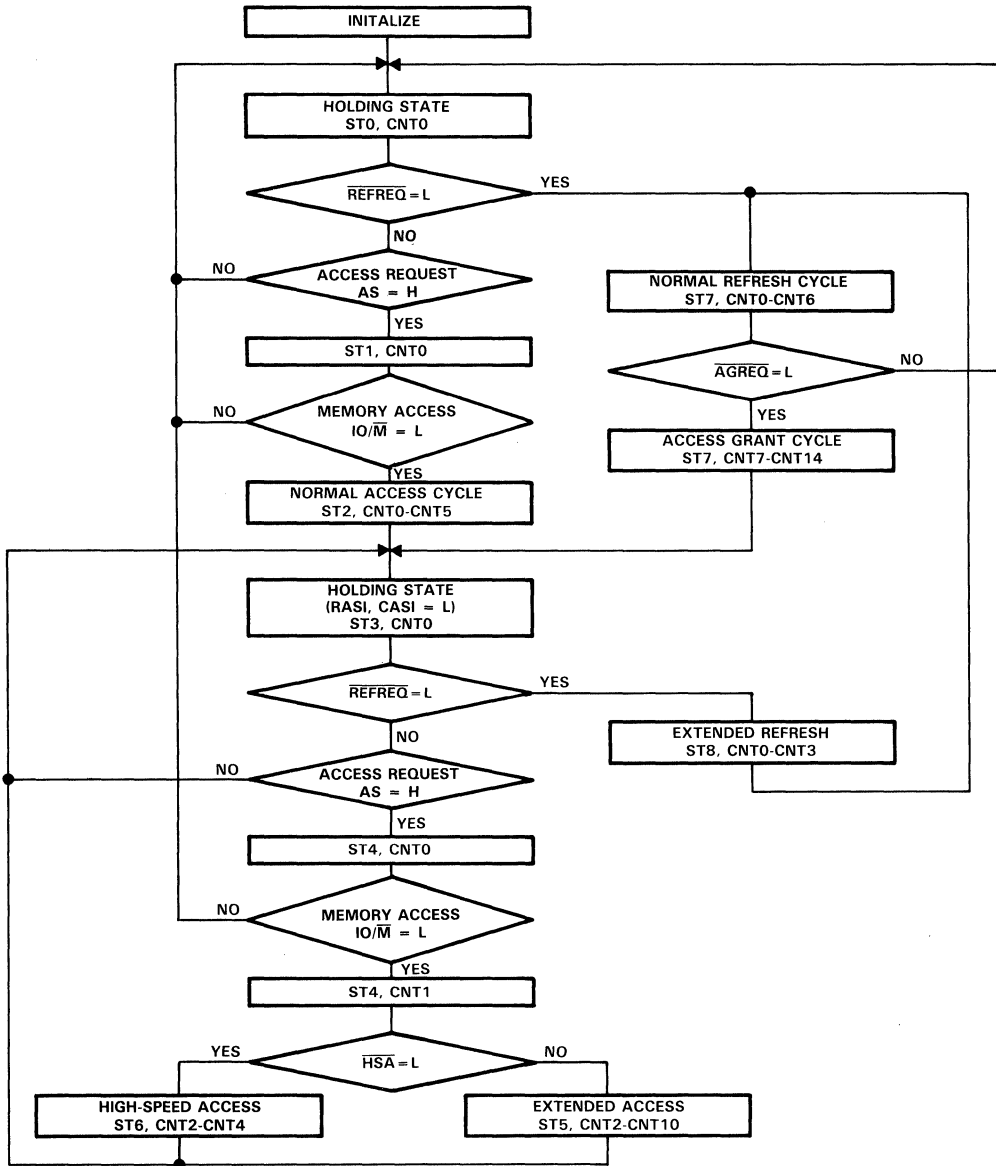 INITALIZE
HOLDING STATE
ST0, CNT0
REFREQ = L
YES
NO
NO
ACCESS REQUEST
AS = H
YES
NORMAL REFRESH CYCLE
ST7, CNT0-CNT6
ST1, CNT0
AGREQ = L
NO
NO
MEMORY ACCESS
IO/M = L
YES
YES
ACCESS GRANT CYCLE
ST7, CNT7-CNT14
NORMAL ACCESS CYCLE
ST2, CNT0-CNT5
HOLDING STATE
(RASI, CASI = L)
ST3, CNT0
REFREQ = L
YES
NO
EXTENDED REFRESH
ST8, CNT0-CNT3
NO
ACCESS REQUEST
AS = H
YES
ST4, CNT0
NO
MEMORY ACCESS
IO/M = L
YES
ST4, CNT1
YES
HSA = L
NO
HIGH-SPEED ACCESS
ST6, CNT2-CNT4
EXTENDED ACCESS
ST5, CNT2-CNT10